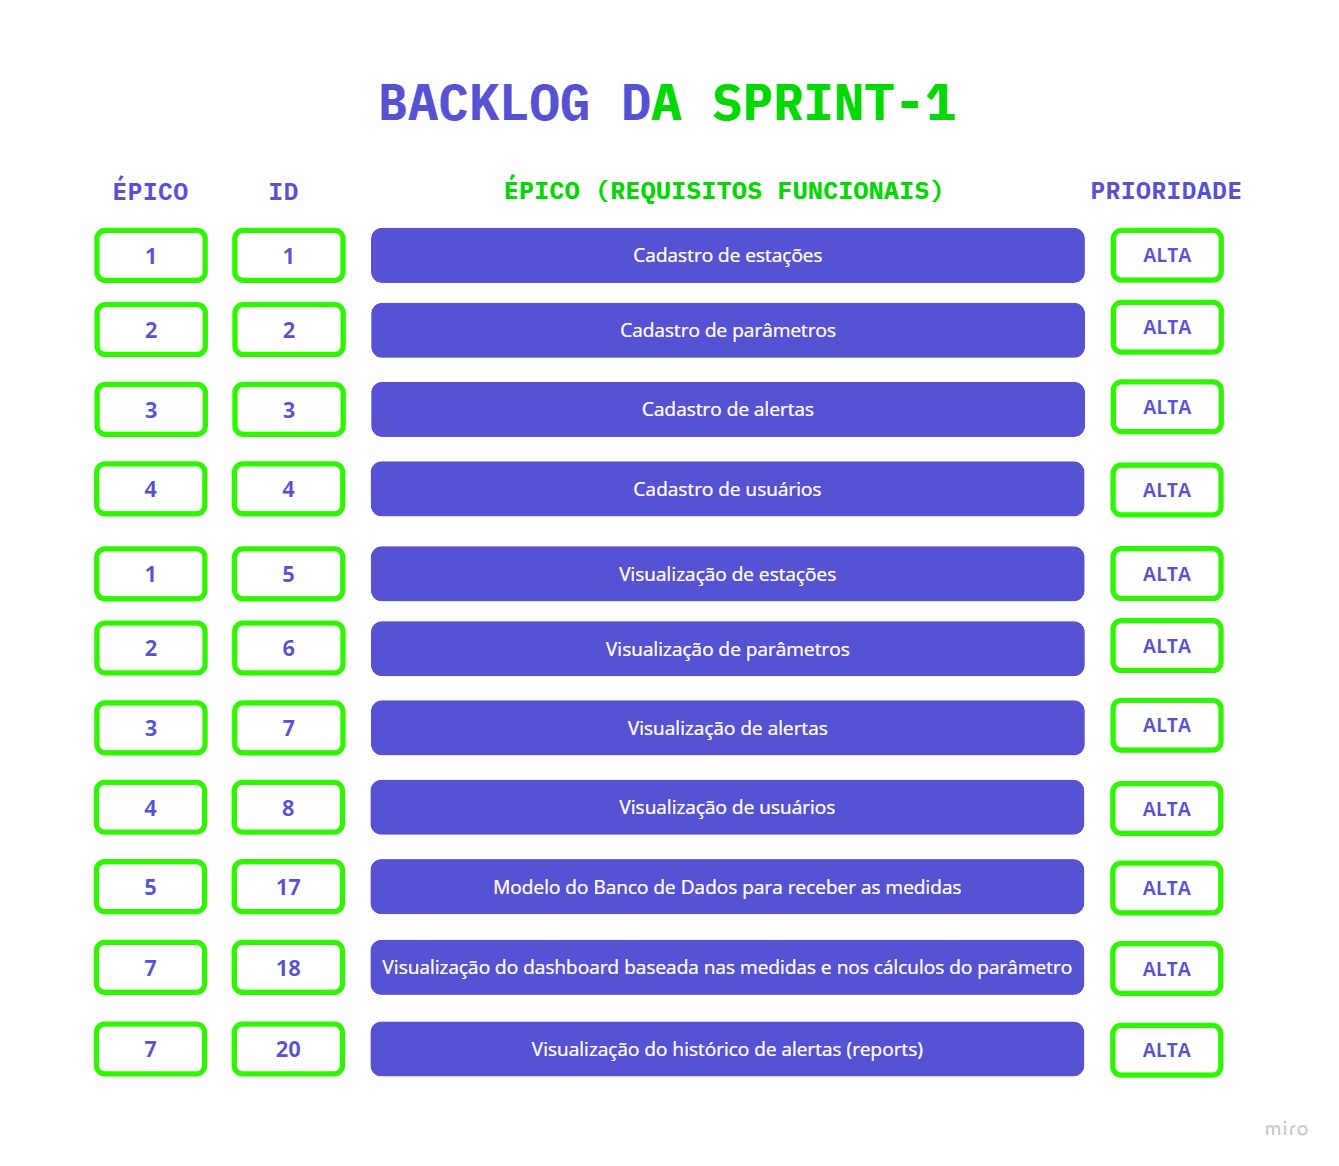 BACKLOG DA SPRINT-1
ÉPICO ID ÉPICO (REQUISITOS FUNCIONAIS) PRIORIDADE
1 1 Cadastro de estações ALTA
2 2 Cadastro de parâmetros ALTA
3 3 Cadastro de alertas ALTA
4 4 Cadastro de usuários ALTA
1 5 Visualização de estações ALTA
2 6 Visualização de parâmetros ALTA
3 7 Visualização de alertas ALTA
4 8 Visualização de usuários ALTA
5 17 Modelo do Banco de Dados para receber as medidas ALTA
7 18 Visualização do dashboard baseada nas medidas e nos cálculos do parâmetro ALTA
7 20 Visualização do histórico de alertas (reports) ALTA
miro